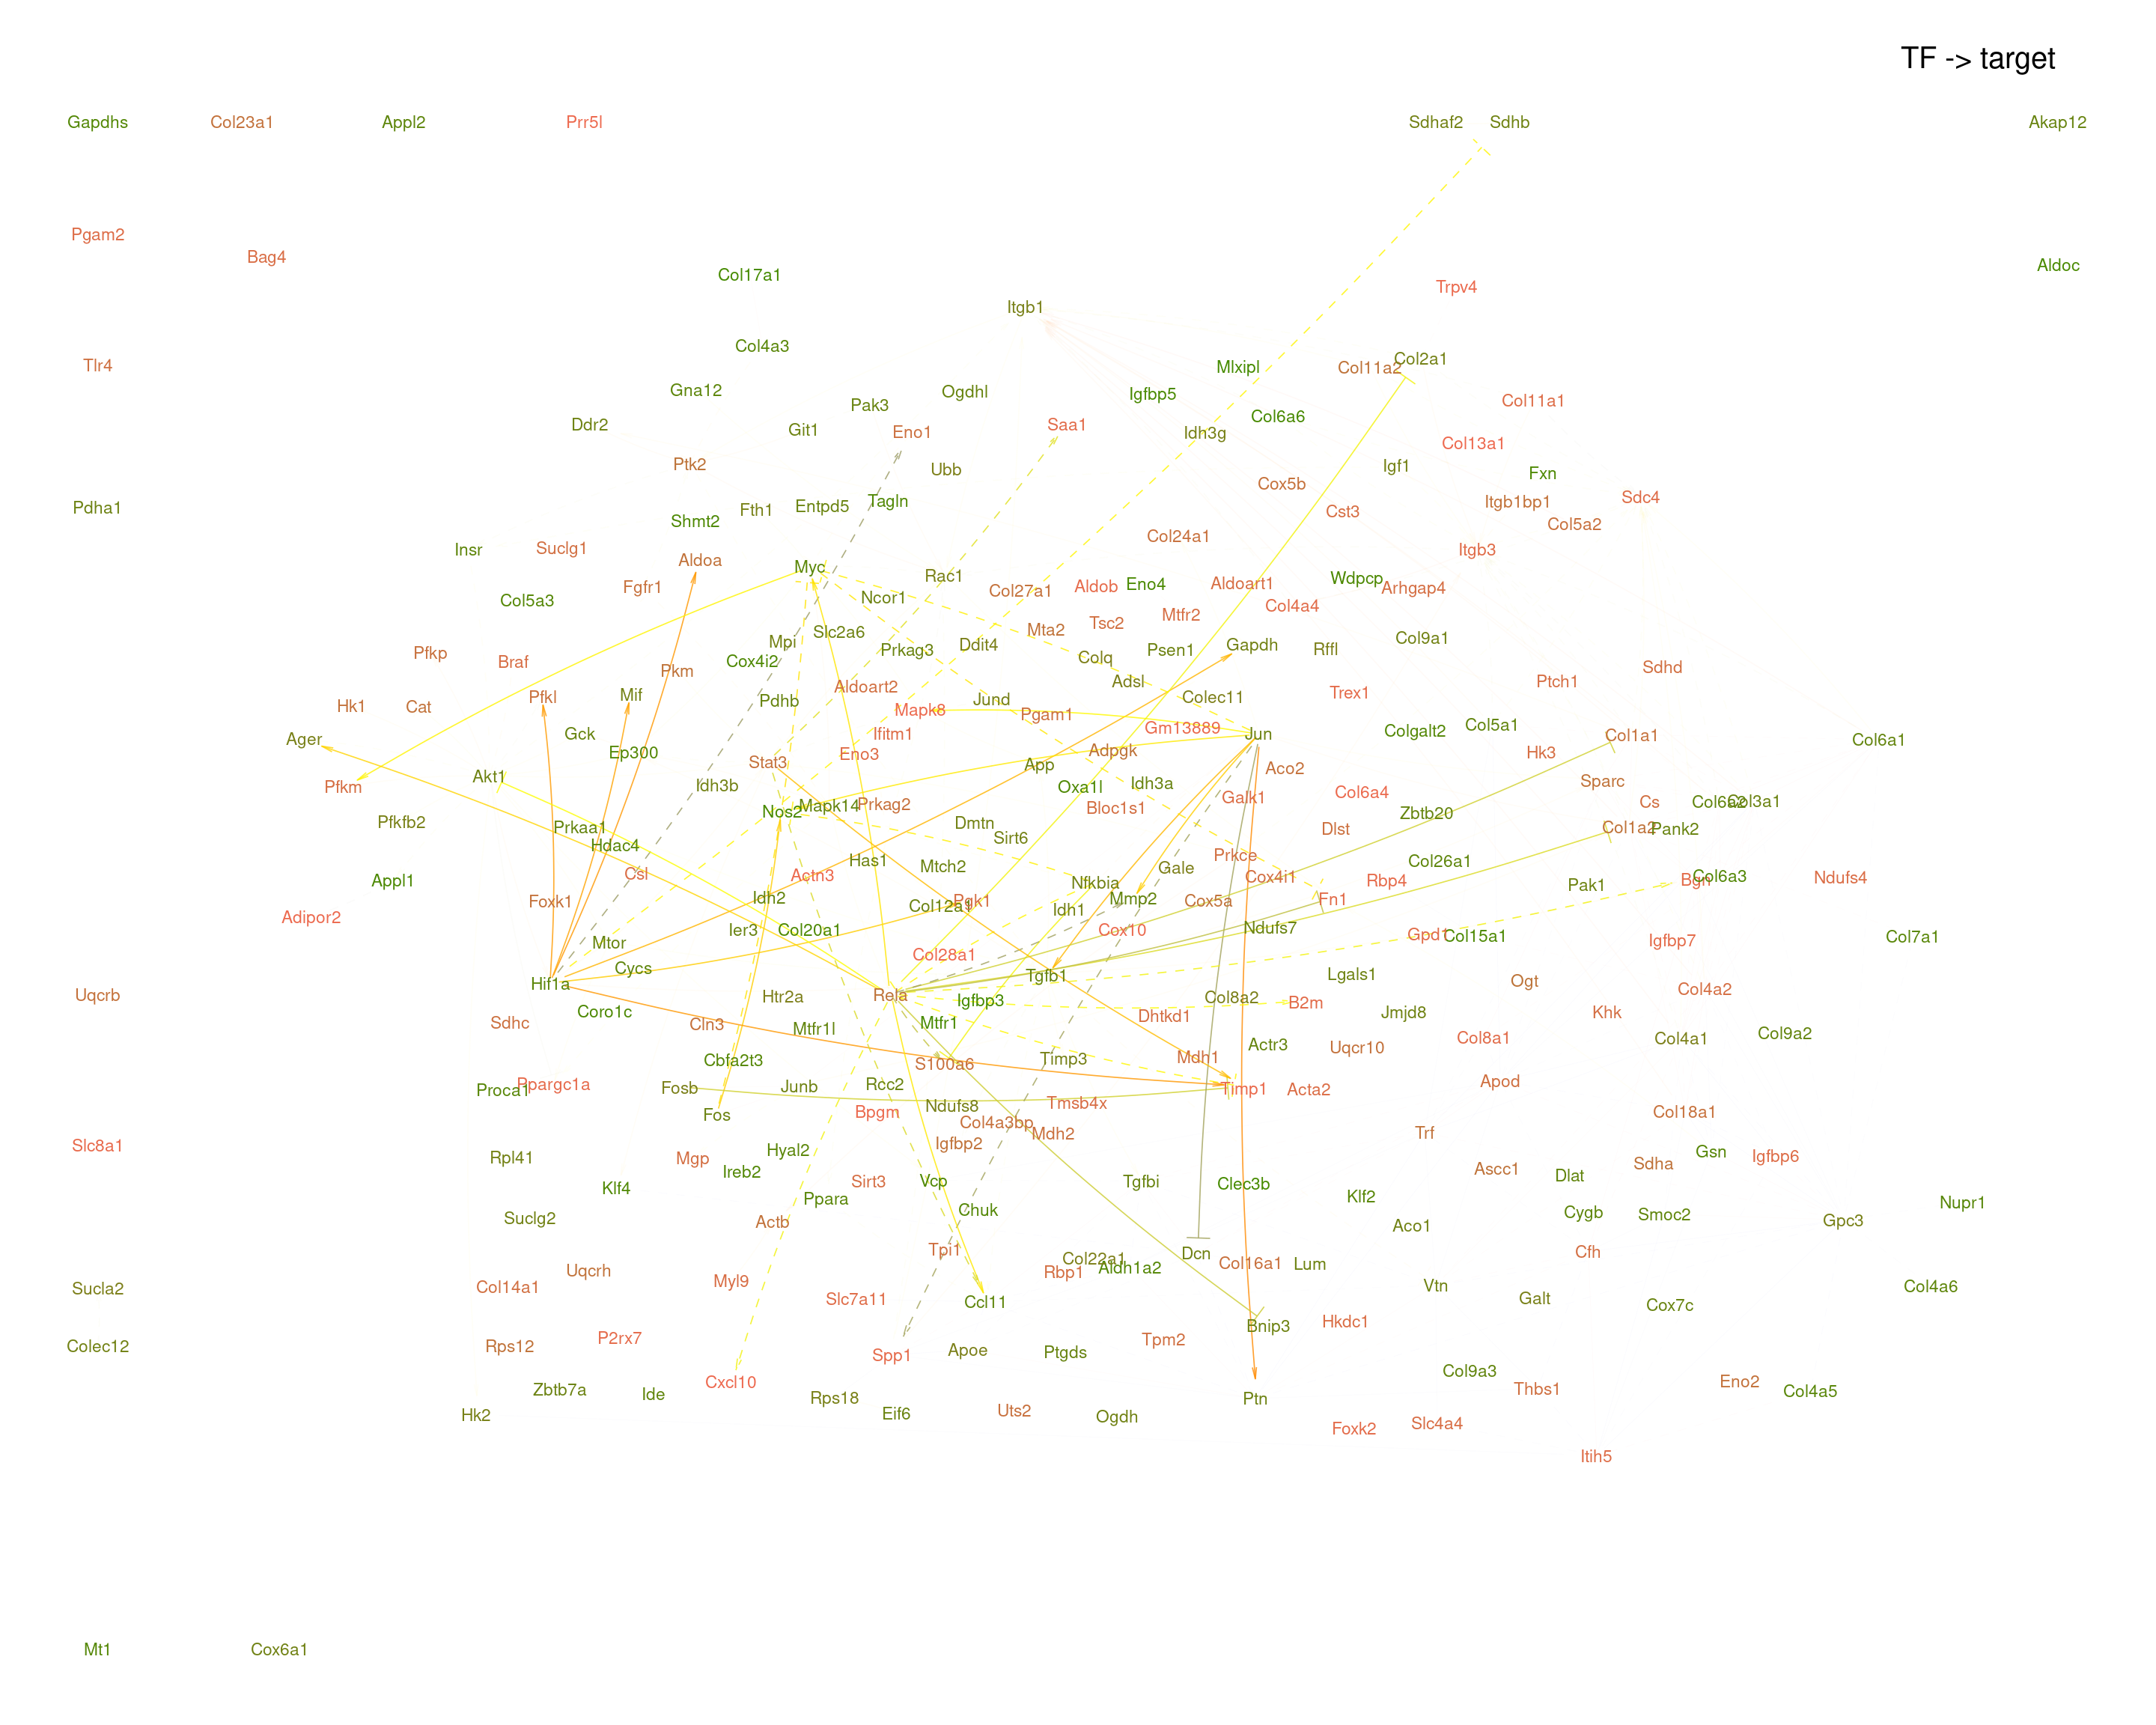 TF -> target
Gapdhs
Col23a1
Appl2
Prr5l
Sdhaf2
Sdhb
Akap12
Pgam2
Bag4
Aldoc
Col17a1
Trpv4
Itgb1
Col4a3
Tlr4
Mlxipl
Col11a2
Col2a1
Gna12
Ogdhl
Igfbp5
Col11a1
Pak3
Col6a6
Ddr2
Git1
Eno1
Saa1
Idh3g
Col13a1
Ptk2
Ubb
Igf1
Fxn
Cox5b
Sdc4
Pdha1
Fth1
Entpd5
Tagln
Itgb1bp1
Shmt2
Cst3
Col5a2
Insr
Suclg1
Col24a1
Itgb3
Aldoa
Myc
Rac1
Wdpcp
Fgfr1
Aldob
Eno4
Aldoart1
Arhgap4
Col5a3
Ncor1
Col27a1
Col4a4
Mtfr2
Slc2a6
Mta2
Tsc2
Mpi
Ddit4
Gapdh
Col9a1
Pfkp
Braf
Cox4i2
Prkag3
Colq
Psen1
Rffl
Pkm
Sdhd
Adsl
Ptch1
Pfkl
Mif
Pdhb
Aldoart2
Jund
Colec11
Trex1
Hk1
Cat
Mapk8
Pgam1
Ager
Gck
Ifitm1
Gm13889
Jun
Colgalt2
Col5a1
Col1a1
Col6a1
Ep300
Stat3
Eno3
Adpgk
Hk3
Akt1
App
Aco2
Pfkm
Idh3b
Oxa1l
Idh3a
Sparc
Nos2
Mapk14
Prkag2
Bloc1s1
Galk1
Col6a4
Cs
Col6a2
Col3a1
Pfkfb2
Prkaa1
Dmtn
Zbtb20
Col1a2
Pank2
Hdac4
Sirt6
Dlst
Has1
Mtch2
Gale
Prkce
Col26a1
Appl1
Csl
Actn3
Nfkbia
Cox4i1
Rbp4
Pak1
Bgn
Col6a3
Ndufs4
Foxk1
Idh2
Col12a1
Pgk1
Idh1
Mmp2
Cox5a
Fn1
Adipor2
Mtor
Ier3
Col20a1
Cox10
Ndufs7
Gpd1
Col15a1
Igfbp7
Col7a1
Hif1a
Cycs
Col28a1
Tgfb1
Lgals1
Ogt
Uqcrb
Htr2a
Rela
Igfbp3
Col8a2
B2m
Col4a2
Sdhc
Coro1c
Cln3
Mtfr1l
Mtfr1
Dhtkd1
Jmjd8
Khk
Cbfa2t3
S100a6
Timp3
Mdh1
Actr3
Uqcr10
Col8a1
Col4a1
Col9a2
Proca1
Ppargc1a
Fosb
Junb
Rcc2
Timp1
Acta2
Apod
Fos
Bpgm
Ndufs8
Tmsb4x
Col18a1
Col4a3bp
Slc8a1
Igfbp2
Mdh2
Trf
Rpl41
Mgp
Hyal2
Gsn
Igfbp6
Ireb2
Sirt3
Vcp
Tgfbi
Clec3b
Ascc1
Dlat
Sdha
Klf4
Ppara
Klf2
Nupr1
Suclg2
Actb
Chuk
Aco1
Cygb
Smoc2
Gpc3
Tpi1
Col22a1
Dcn
Col16a1
Lum
Cfh
Uqcrh
Rbp1
Aldh1a2
Sucla2
Col14a1
Myl9
Slc7a11
Ccl11
Vtn
Galt
Cox7c
Col4a6
Colec12
Rps12
P2rx7
Spp1
Apoe
Ptgds
Tpm2
Bnip3
Hkdc1
Zbtb7a
Ide
Cxcl10
Rps18
Ptn
Col9a3
Thbs1
Eno2
Col4a5
Hk2
Eif6
Uts2
Ogdh
Foxk2
Slc4a4
Itih5
Mt1
Cox6a1